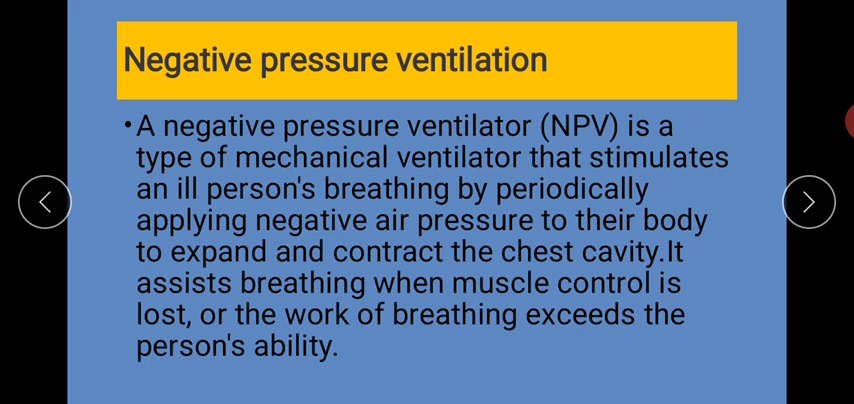 Negative pressure ventilation
•A negative pressure ventilator (NPV) is a
type of mechanical ventilator that stimulates
an ill person's breathing by periodically
applying negative air pressure to their body
to expand and contract the chest cavity.It
assists breathing when muscle control is
lost, or the work of breathing exceeds the
person's ability.